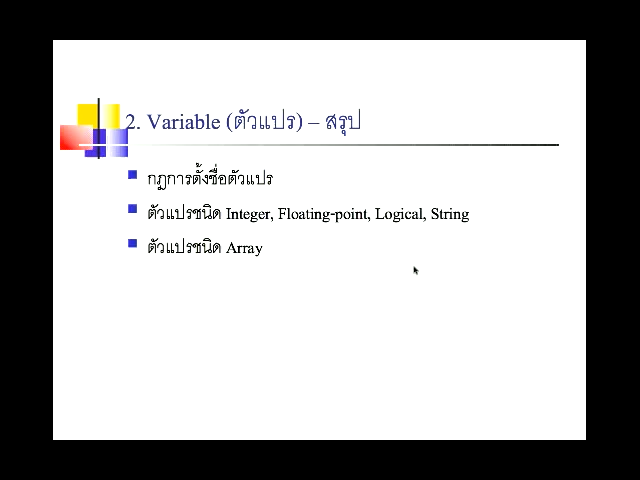 2. Variable (ตัวแปร) – สรุป
กฎการตั้งชื่อตัวแปร
ตัวแปรชนิด Integer, Floating-point, Logical, String
ตัวแปรชนิด Array